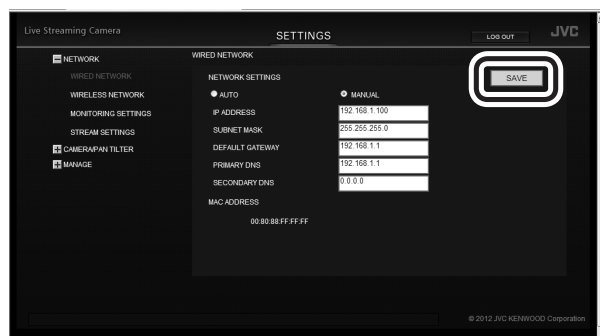 Live Streaming Camera
SETTINGS
LOG OUT
JVC
NETWORK
WIRED NETWORK
WIRELESS NETWORK
MONITORING SETTINGS
STREAM SETTINGS
CAMERA/PAN TILTER
MANAGE
WIRED NETWORK
NETWORK SETTINGS
SAVE
AUTO
MANUAL
IP ADDRESS
192.168.1.100
SUBNET MASK
255.255.255.0
DEFAULT GATEWAY
192.168.1.1
PRIMARY DNS
192.168.1.1
SECONDARY DNS
0.0.0.0
MAC ADDRESS
00:80:88:FF:FF:FF
© 2012 JVC KENWOOD Corporation